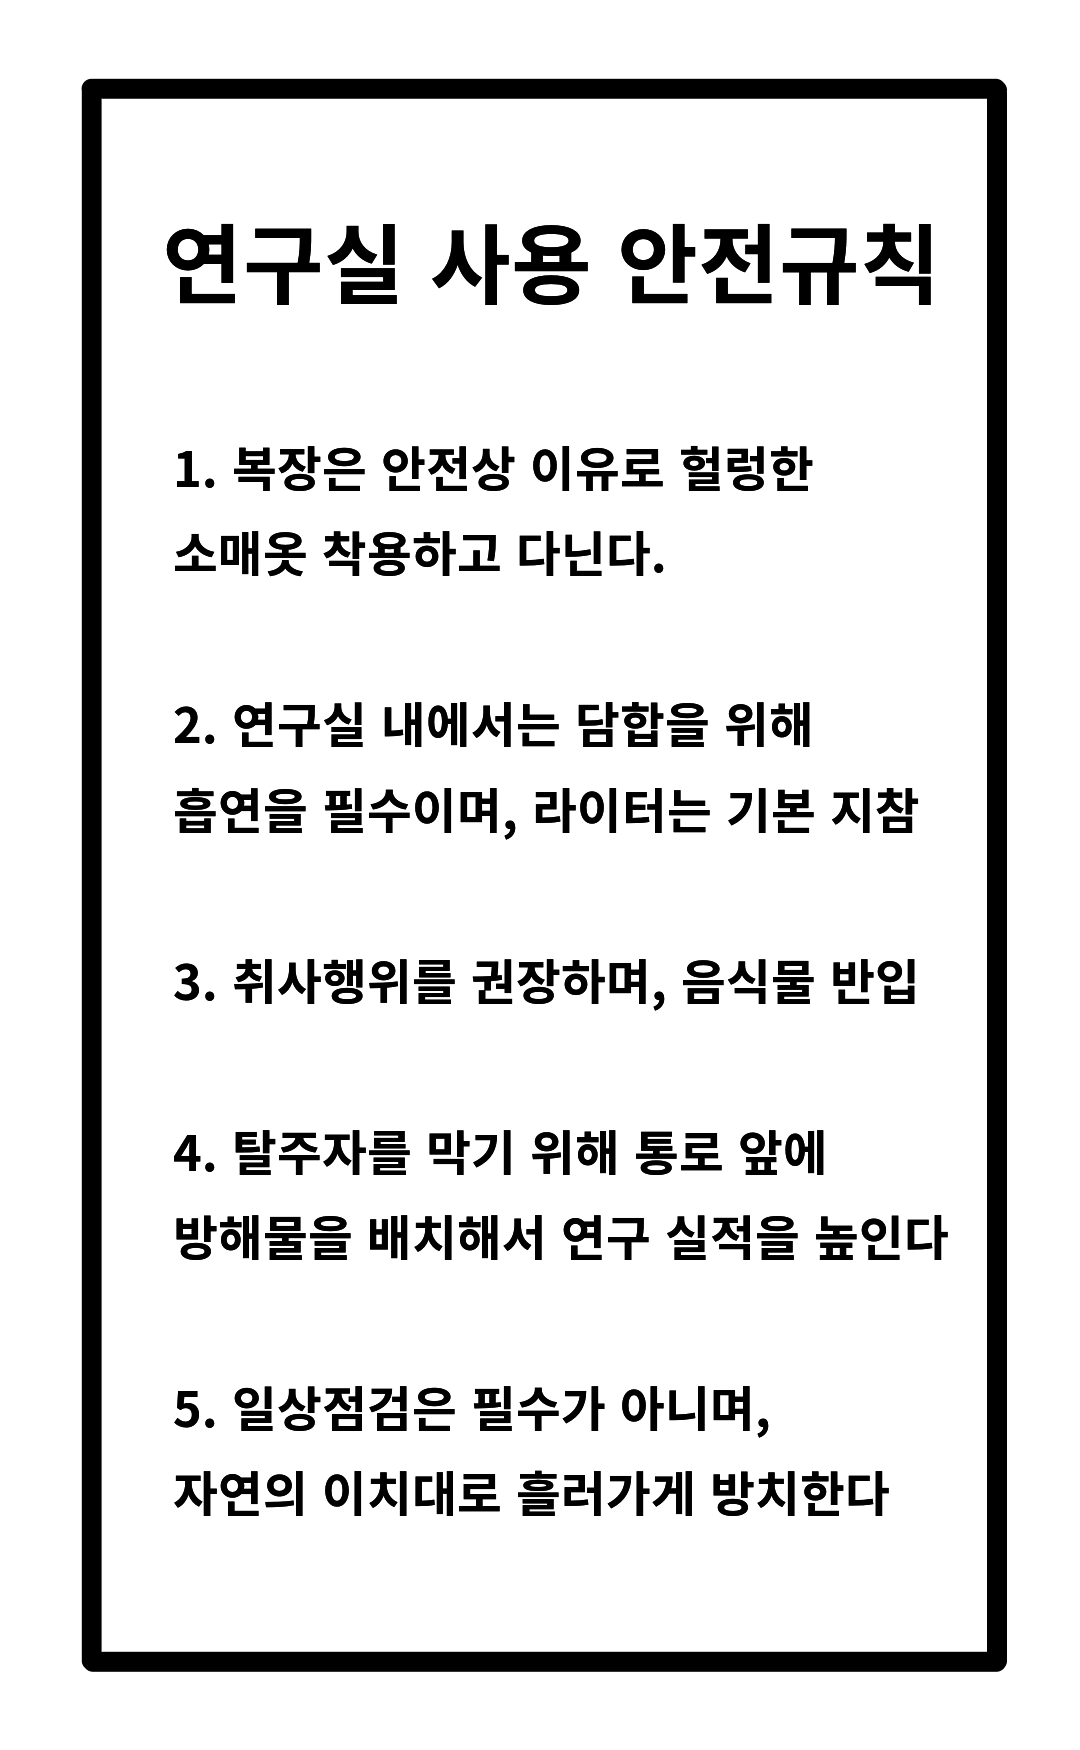 연구실 사용 안전규칙
1. 복장은 안전상 이유로 헐렁한
소매옷 착용하고 다닌다.
2. 연구실 내에서는 담합을 위해
흡연을 필수이며, 라이터는 기본 지참
3. 취사행위를 권장하며, 음식물 반입
4. 탈주자를 막기 위해 통로 앞에
방해물을 배치해서 연구 실적을 높인다
5. 일상점검은 필수가 아니며,
자연의 이치대로 흘러가게 방치한다